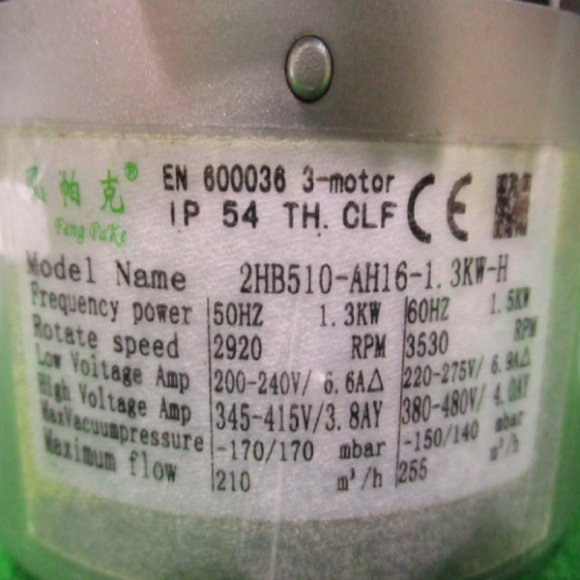 帕克®
Fang PaKe
EN 600036 3-motor
IP 54 TH. CLF CE
Model Name 2HB510-AH16-1.3KW-H
Frequency power 50HZ 1.3KW 60HZ 1.5KW
Rotate speed 2920 RPM 3530 RPM
Low Voltage Amp 200-240V/ 6.6A△ 220-275V/ 6.9A△
High Voltage Amp 345-415V/3.8AY 380-480V/ 4.0AY
MaxVacuumpressure -170/170 mbar -150/140 mbar
Maximum flow 210 m³/h 255 m³/h